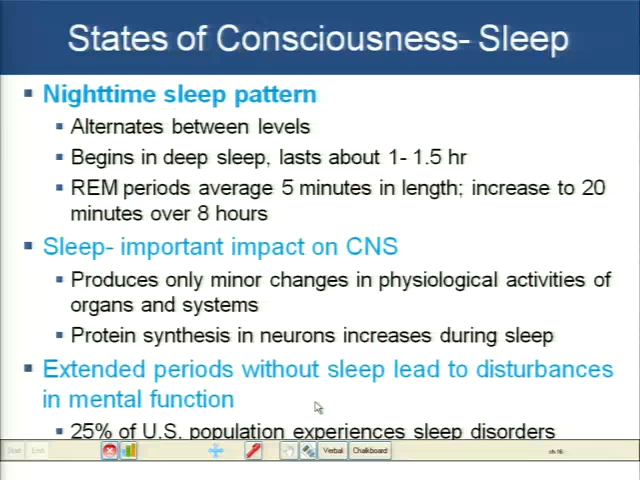 States of Consciousness- Sleep
Nighttime sleep pattern
Alternates between levels
Begins in deep sleep, lasts about 1- 1.5 hr
REM periods average 5 minutes in length; increase to 20
minutes over 8 hours
Sleep- important impact on CNS
Produces only minor changes in physiological activities of
organs and systems
Protein synthesis in neurons increases during sleep
Extended periods without sleep lead to disturbances
in mental function
25% of U.S. population experiences sleep disorders
Start End Verbal Chalkboard